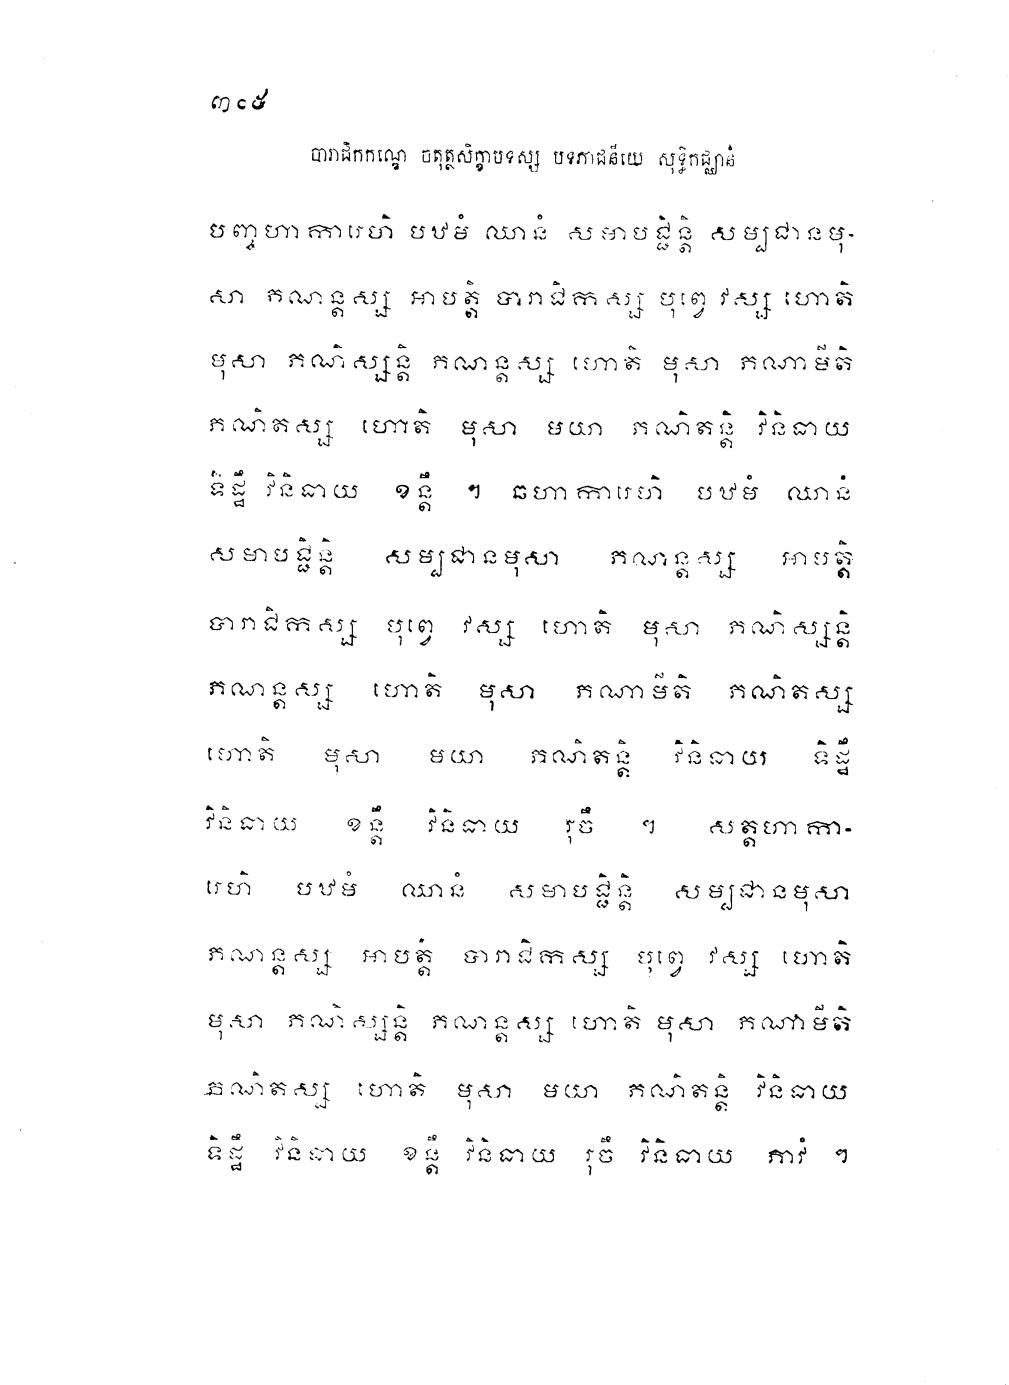 ៣៤៥
បារាជិកកណ្ឌេ ចតុត្ថសិក្ខាបទស្ស បទភាជនីយេ សុទ្ធិកជ្ឈានំ
បញ្ចហាការេហិ បឋមំ ឈានំ សមាបជ្ជិន្តិ សម្បជានមុ-
សា ភណន្តស្ស អាបត្តិ បារាជិកស្ស បុព្វេ វស្ស ហោតិ
មុសា ភណិស្សន្តិ ភណន្តស្ស ហោតិ មុសា ភណាមីតិ
ភណិតស្ស ហោតិ មុសា មយា ភណិតន្តិ វិនិធាយ
ទិដ្ឋឹ វិនិធាយ ខន្តឹ ។ ឆហាការេហិ បឋមំ ឈានំ
សមាបជ្ជិន្តិ សម្បជានមុសា ភណន្តស្ស អាបត្តិ
បារាជិកស្ស បុព្វេ វស្ស ហោតិ មុសា ភណិស្សន្តិ
ភណន្តស្ស ហោតិ មុសា ភណាមីតិ ភណិតស្ស
ហោតិ មុសា មយា ភណិតន្តិ វិនិធាយ ទិដ្ឋឹ
វិនិធាយ ខន្តឹ វិនិធាយ រុចឹ ។ សត្តហាកា-
រេហិ បឋមំ ឈានំ សមាបជ្ជិន្តិ សម្បជានមុសា
ភណន្តស្ស អាបត្តិ បារាជិកស្ស បុព្វេ វស្ស ហោតិ
មុសា ភណិស្សន្តិ ភណន្តស្ស ហោតិ មុសា ភណាមីតិ
ភណិតស្ស ហោតិ មុសា មយា ភណិតន្តិ វិនិធាយ
ទិដ្ឋឹ វិនិធាយ ខន្តឹ វិនិធាយ រុចឹ វិនិធាយ ភាវំ ។